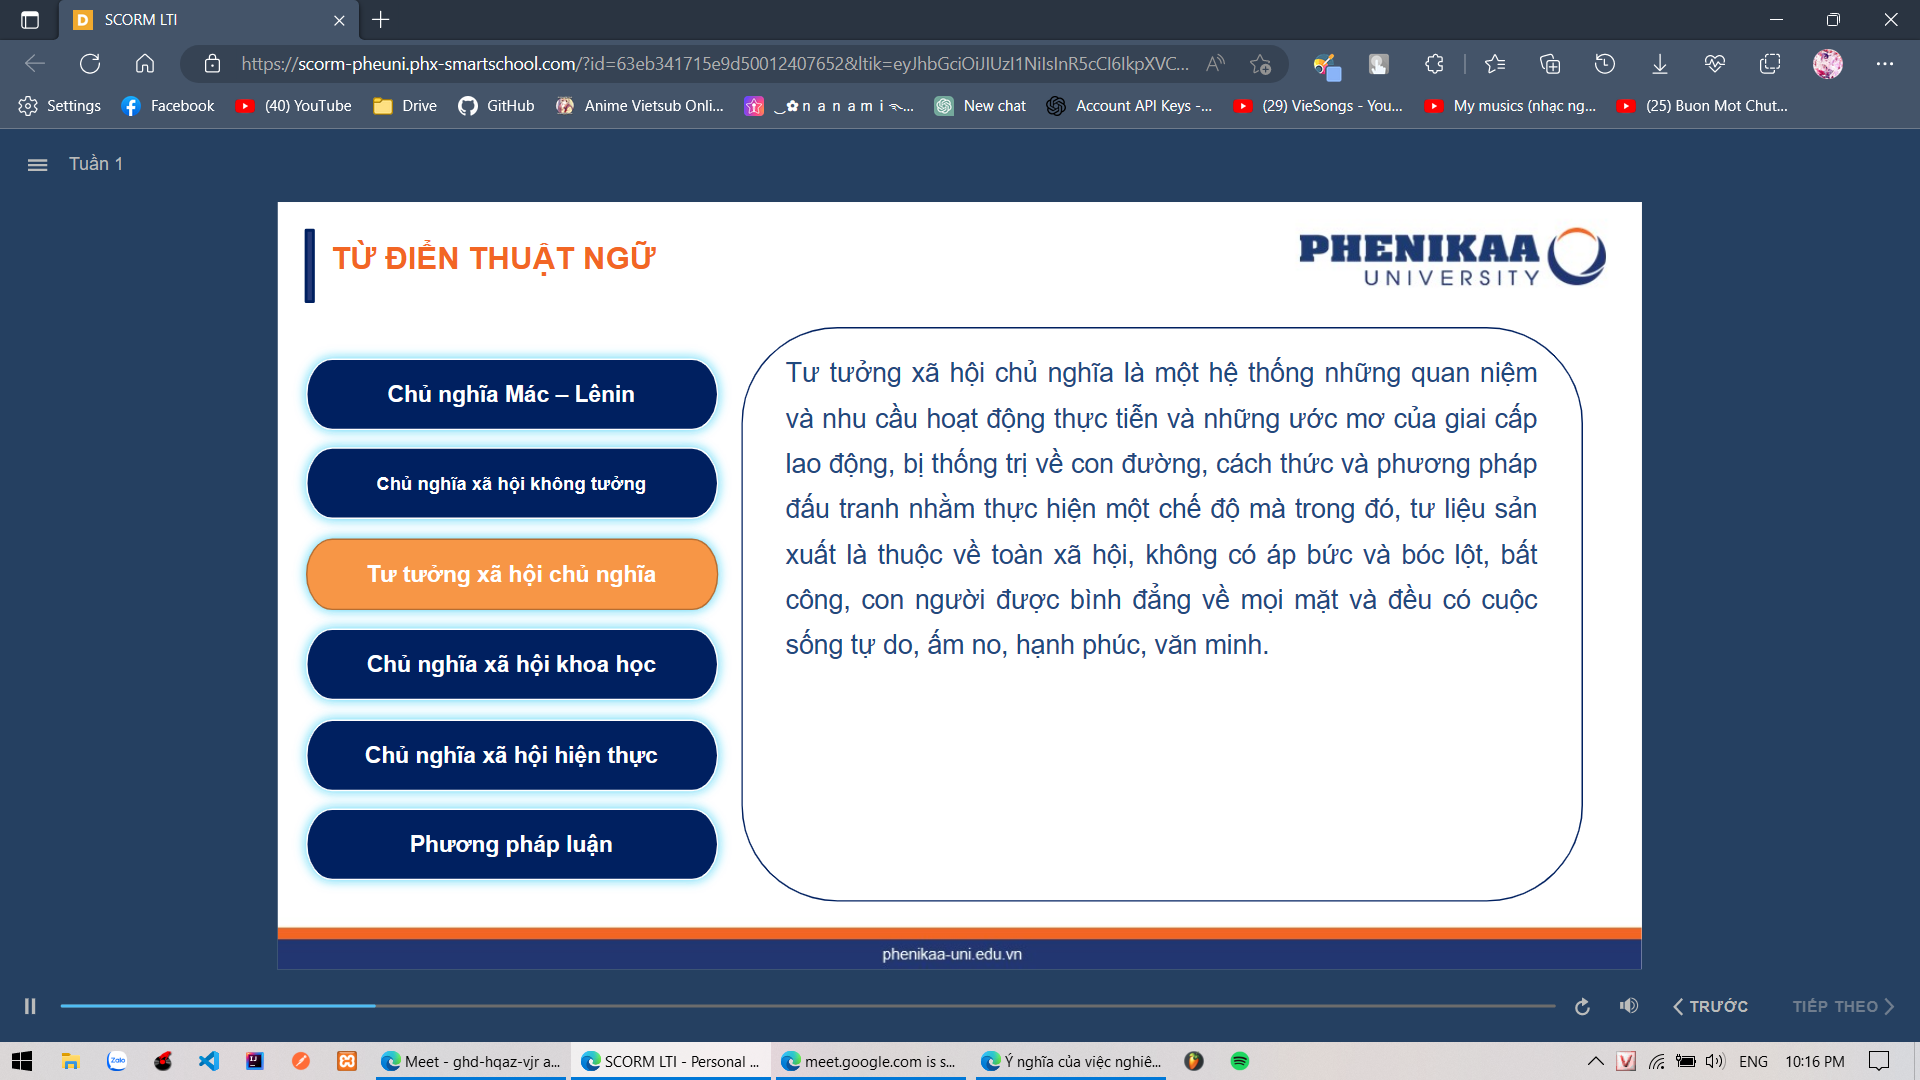 SCORM LTI
https://scorm-pheuni.phx-smartschool.com/?id=63eb341715e9d50012407652&ltik=eyJhbGciOiJIUzI1NiIsInR5cCI6IkpXVC...
Settings
Facebook
(40) YouTube
Drive
GitHub
Anime Vietsub Onli...
n a n a m i
New chat
Account API Keys -...
(29) VieSongs - You...
My musics (nhạc ng...
(25) Buon Mot Chut...
Tuần 1
TỪ ĐIỂN THUẬT NGỮ
PHENIKAA
UNIVERSITY
Chủ nghĩa Mác – Lênin
Chủ nghĩa xã hội không tưởng
Tư tưởng xã hội chủ nghĩa
Chủ nghĩa xã hội khoa học
Chủ nghĩa xã hội hiện thực
Phương pháp luận
Tư tưởng xã hội chủ nghĩa là một hệ thống những quan niệm
và nhu cầu hoạt động thực tiễn và những ước mơ của giai cấp
lao động, bị thống trị về con đường, cách thức và phương pháp
đấu tranh nhằm thực hiện một chế độ mà trong đó, tư liệu sản
xuất là thuộc về toàn xã hội, không có áp bức và bóc lột, bất
công, con người được bình đẳng về mọi mặt và đều có cuộc
sống tự do, ấm no, hạnh phúc, văn minh.
phenikaa-uni.edu.vn
TRƯỚC
TIẾP THEO
Zalo
Meet - ghd-hqaz-vjr a...
SCORM LTI - Personal ...
meet.google.com is s...
Ý nghĩa của việc nghiê...
ENG
10:16 PM